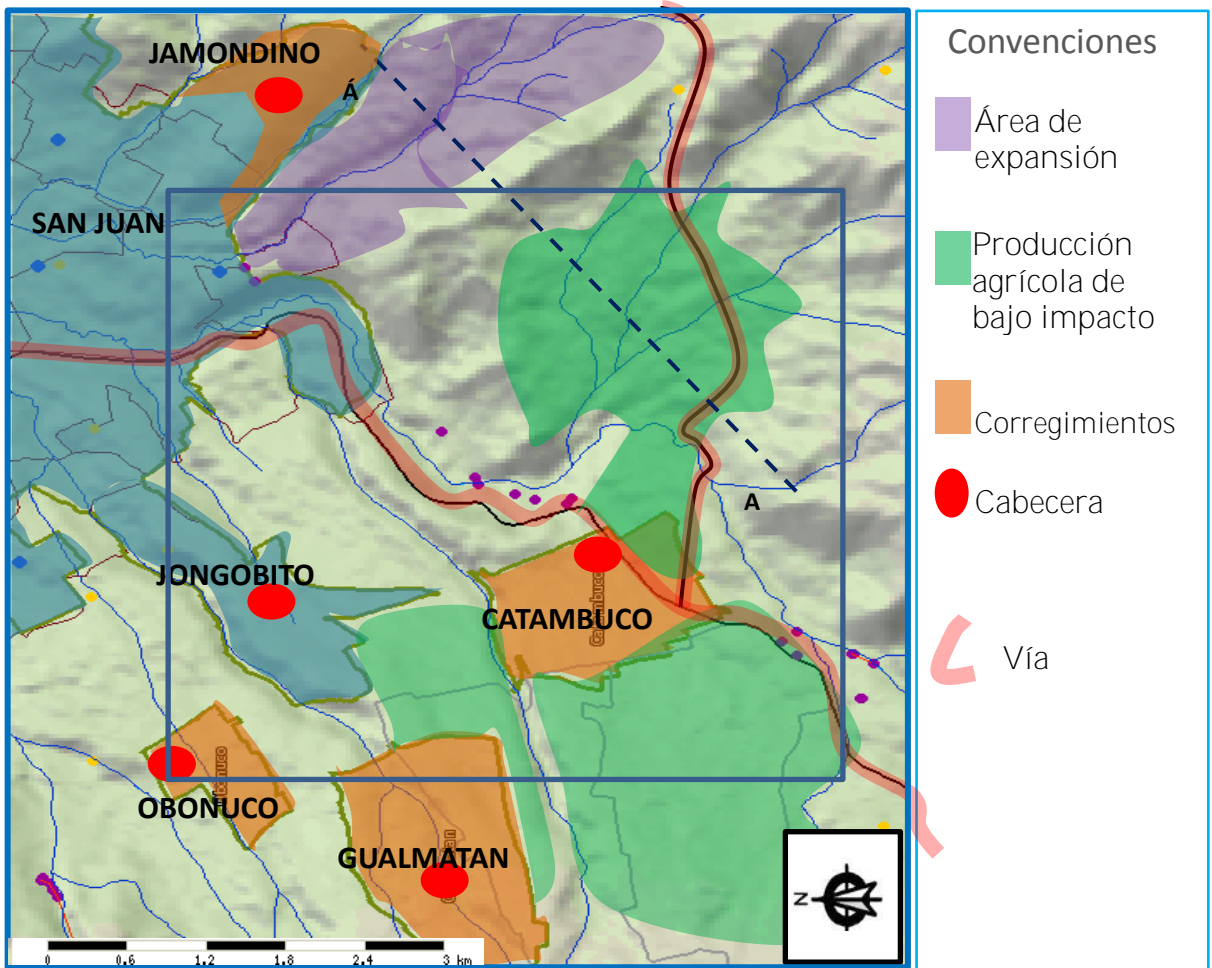 JAMONDINO
Á
SAN JUAN
JONGOBITO
CATAMBUCO
Catambuco
A
OBONUCO
GUALMATAN
N
0 0.6 1.2 1.8 2.4 3 km
Convenciones
Área de
expansión
Producción
agrícola de
bajo impacto
Corregimientos
Cabecera
Vía